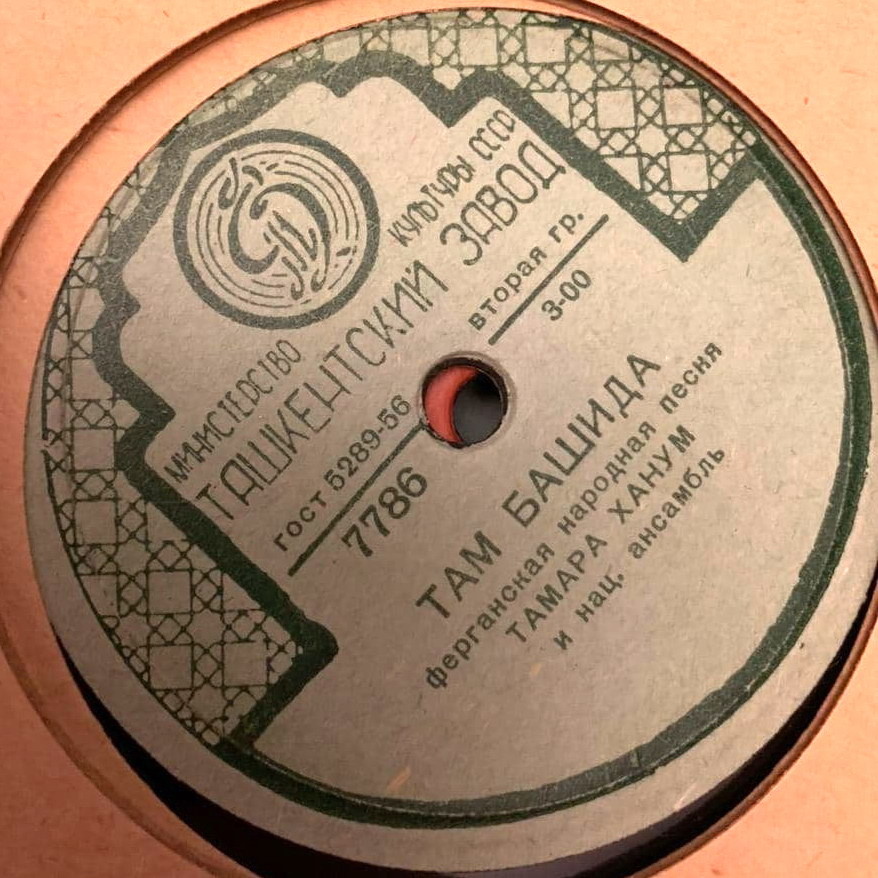 МИНИСТЕРСТВО КУЛЬТУРЫ СССР
ТАШКЕНТСКИЙ ЗАВОД
ГОСТ 5289-56 вторая гр.
7786 3-00
ТАМ БАШИДА
ферганская народная песня
ТАМАРА ХАНУМ
и нац. ансамбль